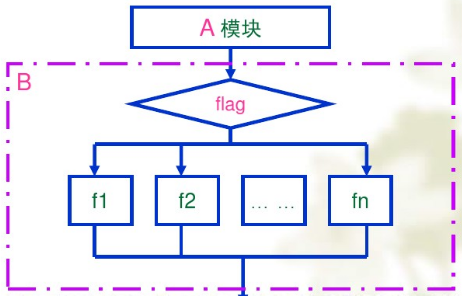 A 模块
B
flag
f1 f2 … … fn